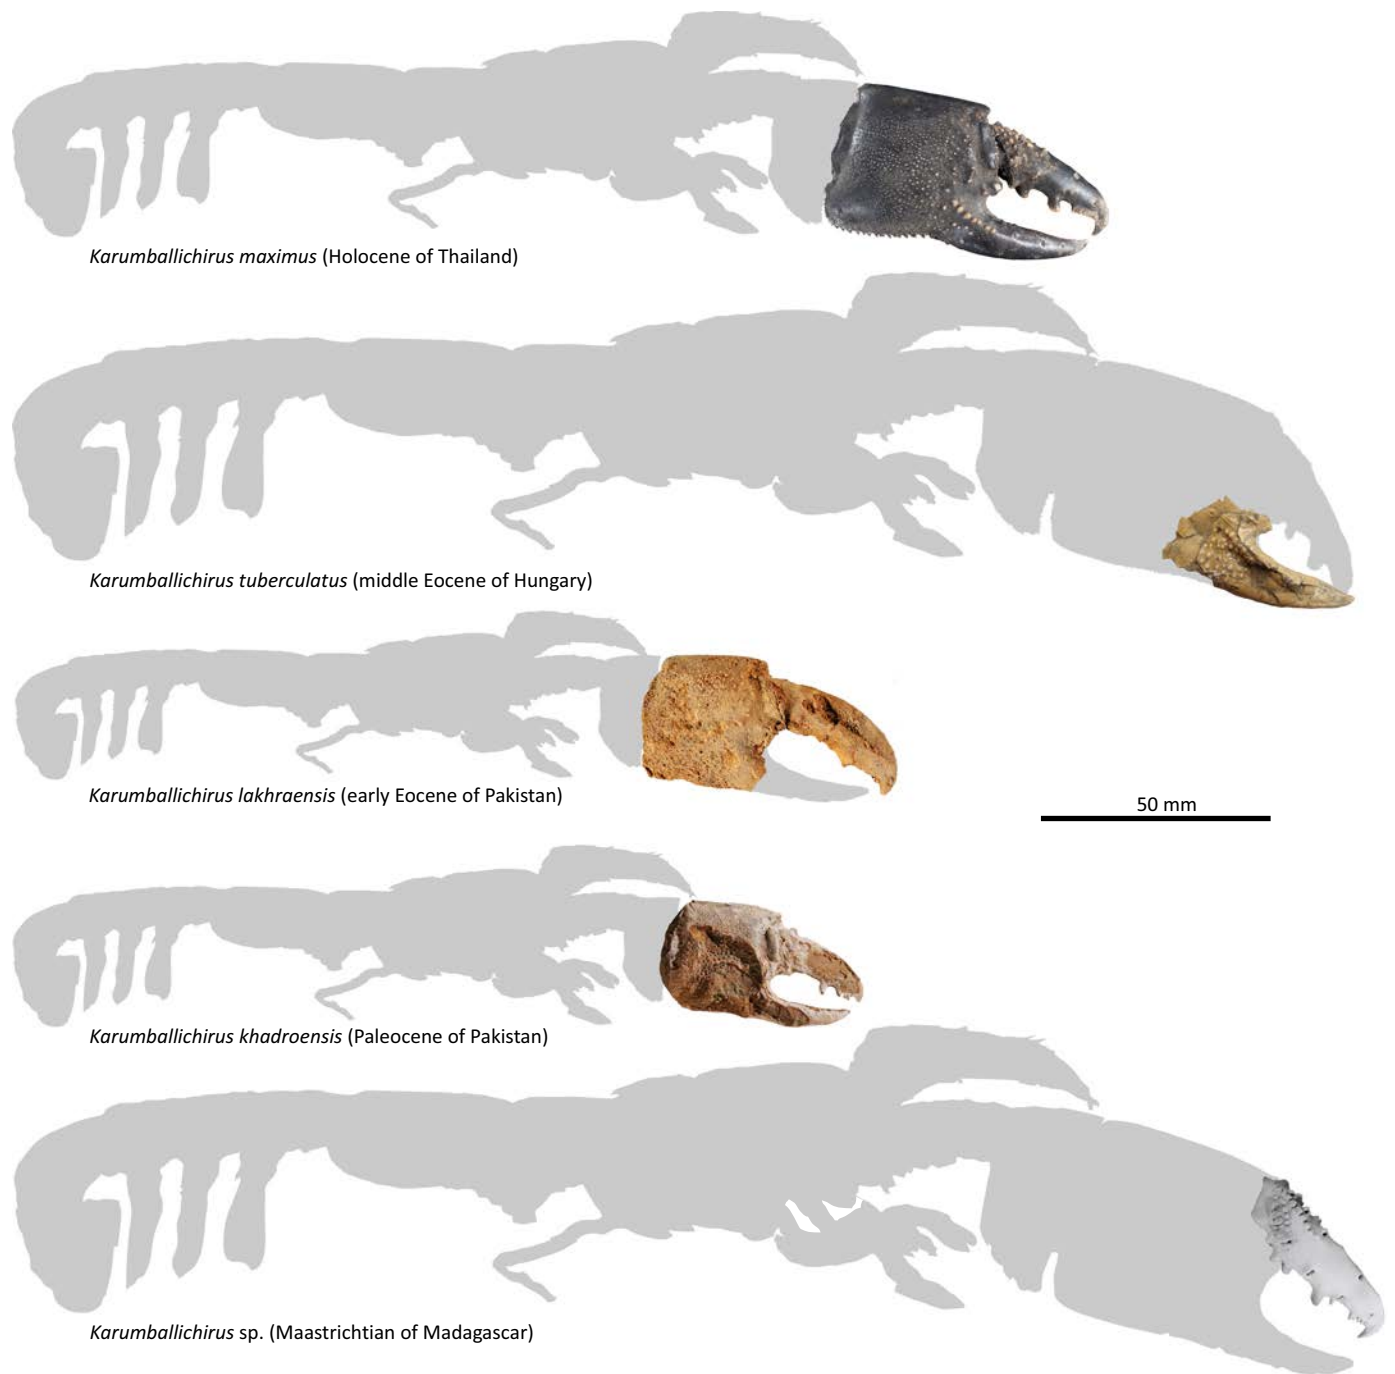 Karumballichirus maximus (Holocene of Thailand)
Karumballichirus tuberculatus (middle Eocene of Hungary)
Karumballichirus lakhraensis (early Eocene of Pakistan)
50 mm
Karumballichirus khadroensis (Paleocene of Pakistan)
Karumballichirus sp. (Maastrichtian of Madagascar)